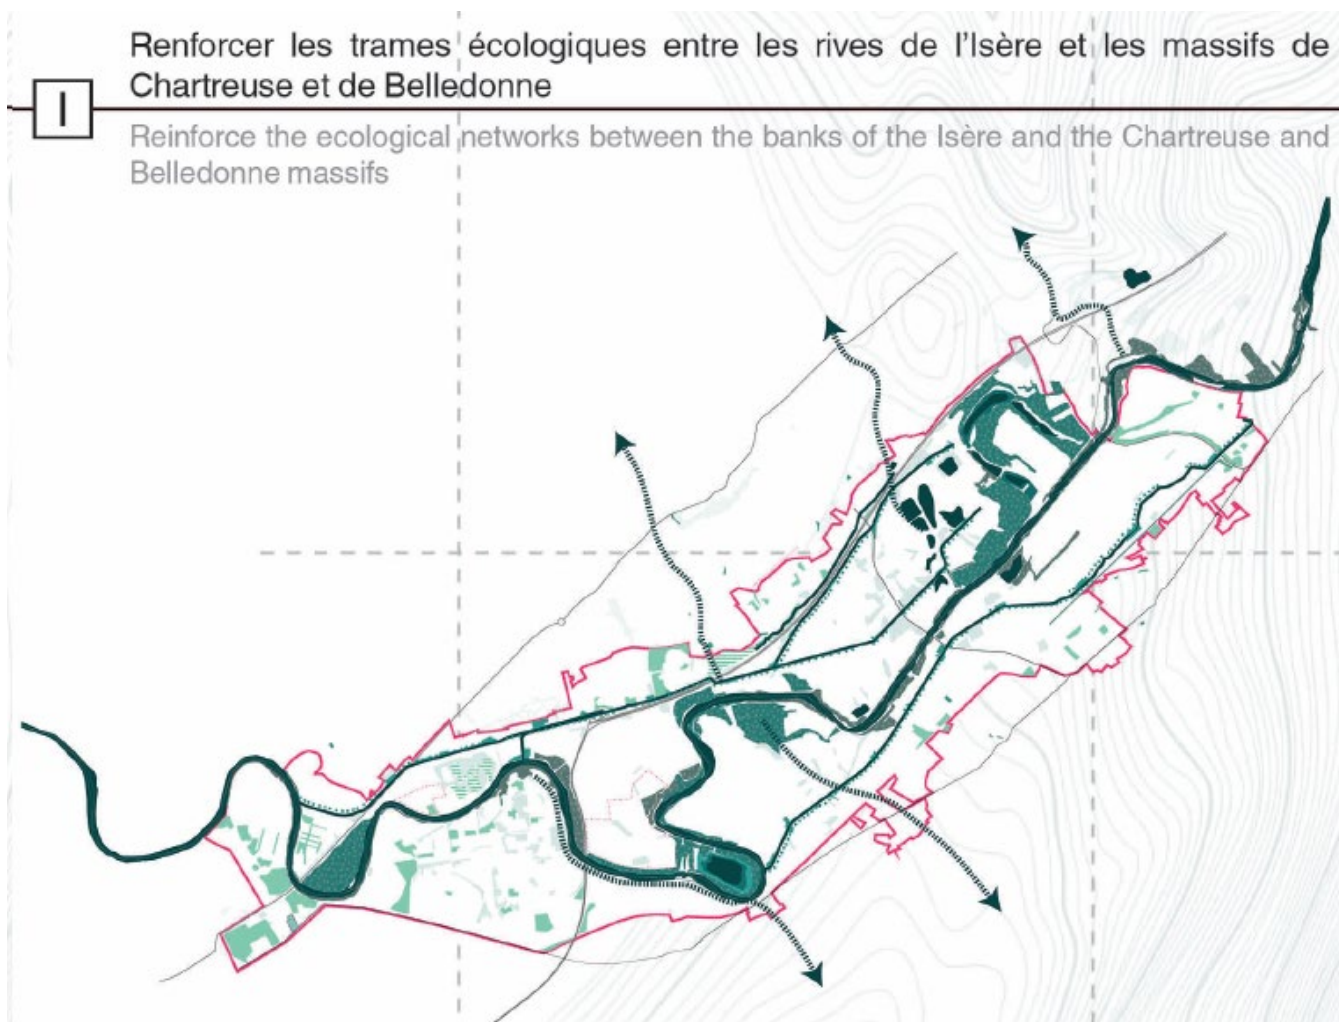 Renforcer les trames écologiques entre les rives de l'Isère et les massifs de
Chartreuse et de Belledonne
I
Reinforce the ecological networks between the banks of the Isère and the Chartreuse and
Belledonne massifs